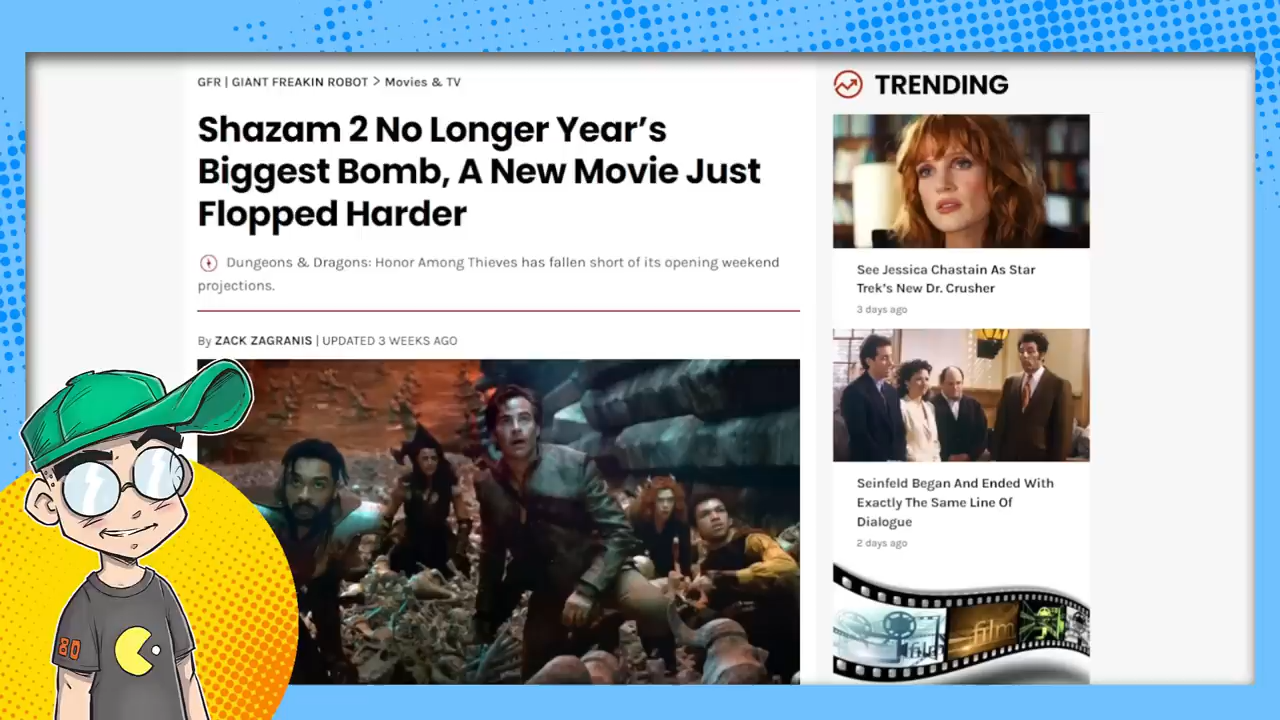 GFR | GIANT FREAKIN ROBOT > Movies & TV
Shazam 2 No Longer Year's
Biggest Bomb, A New Movie Just
Flopped Harder
Dungeons & Dragons: Honor Among Thieves has fallen short of its opening weekend
projections.
By ZACK ZAGRANIS | UPDATED 3 WEEKS AGO
TRENDING
See Jessica Chastain As Star
Trek's New Dr. Crusher
3 days ago
Seinfeld Began And Ended With
Exactly The Same Line Of
Dialogue
2 days ago
film
film
80